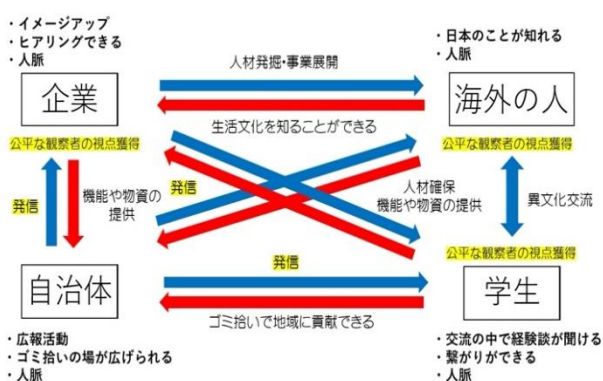 ・イメージアップ
・ヒアリングできる
・人脈
企業
公平な観察者の視点獲得
・日本のことが知れる
・人脈
海外の人
公平な観察者の視点獲得
人材発掘・事業展開
生活文化を知ることができる
発信
機能や物資の
提供
発信
人材確保
機能や物資の提供
異文化交流
発信
公平な観察者の視点獲得
自治体
学生
ゴミ拾いで地域に貢献できる
・広報活動
・ゴミ拾いの場が広げられる
・人脈
・交流の中で経験談が聞ける
・繋がりができる
・人脈